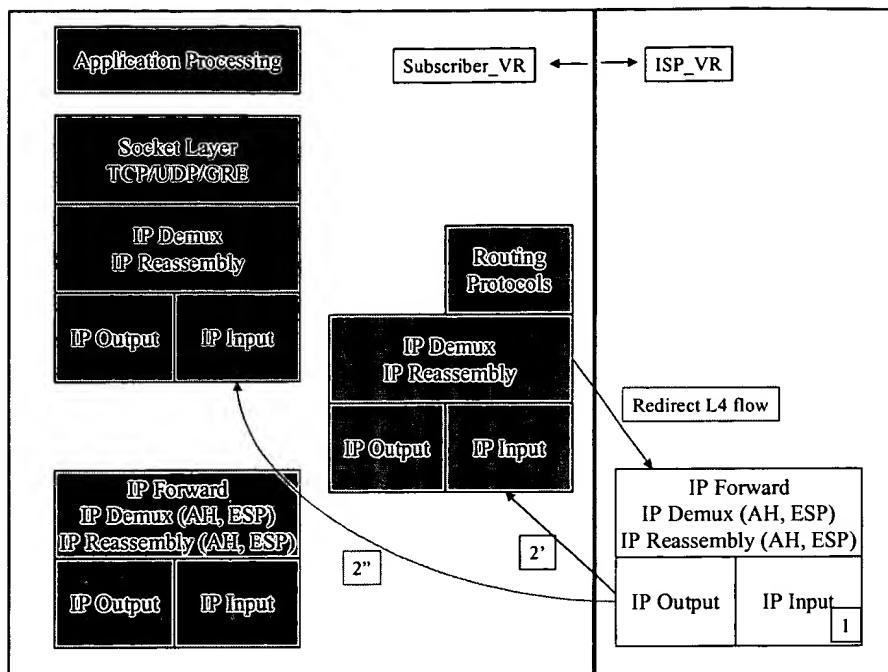 Application Processing
Subscriber_VR
ISP_VR
Socket Layer
TCP/UDP/GRE
IP Demux
IP Reassembly
IP Output
IP Input
Routing
Protocols
IP Demux
IP Reassembly
IP Output
IP Input
Redirect L4 flow
IP Forward
IP Demux (AH, ESP)
IP Reassembly (AH, ESP)
IP Output
IP Input
2"
2'
IP Forward
IP Demux (AH, ESP)
IP Reassembly (AH, ESP)
IP Output
IP Input
1